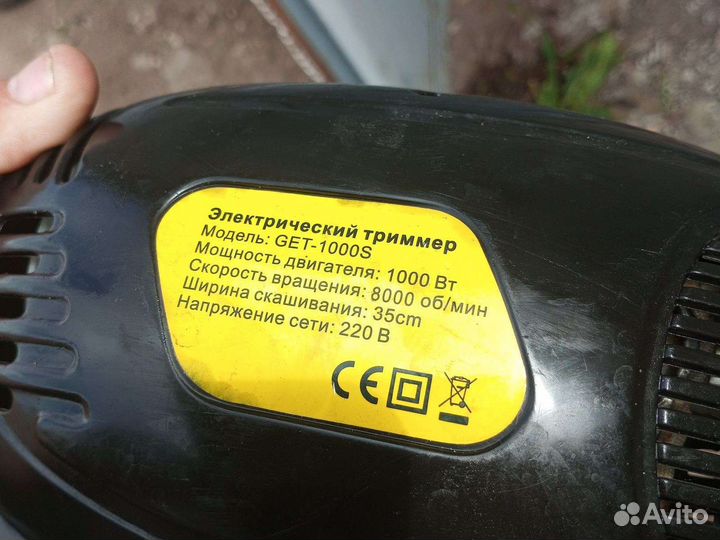 Электрический триммер
Модель: GET-1000S
Мощность двигателя: 1000 Вт
Скорость вращения: 8000 об/мин
Ширина скашивания: 35cm
Напряжение сети: 220 В
CE
Avito